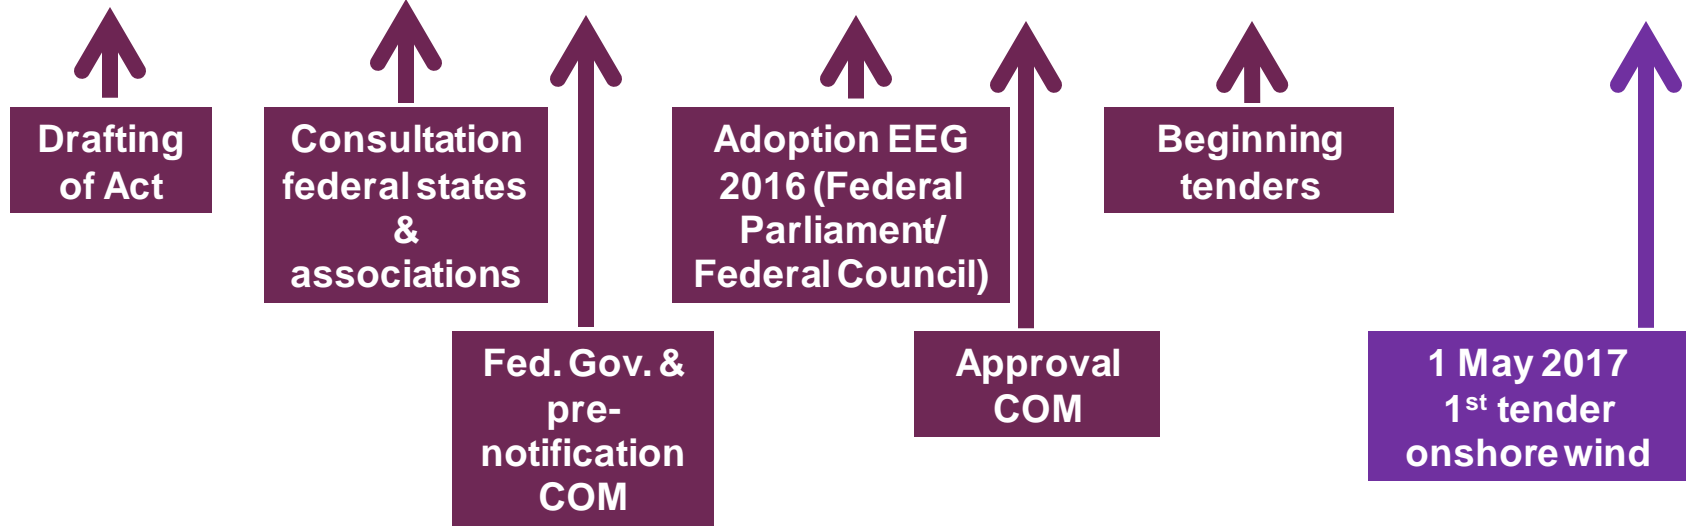 Drafting
of Act
Consultation
federal states
&
associations
Fed. Gov. &
pre-
notification
COM
Adoption EEG
2016 (Federal
Parliament/
Federal Council)
Approval
COM
Beginning
tenders
1 May 2017
1st tender
onshore wind